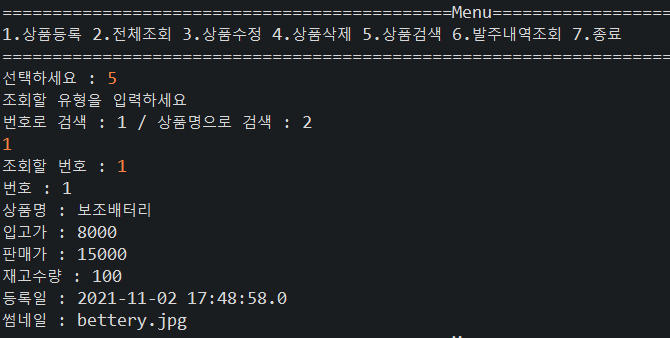 =================================================Menu===================
1.상품등록 2.전체조회 3.상품수정 4.상품삭제 5.상품검색 6.발주내역조회 7.종료
========================================================================
선택하세요 : 5
조회할 유형을 입력하세요
번호로 검색 : 1 / 상품명으로 검색 : 2
1
조회할 번호 : 1
번호 : 1
상품명 : 보조배터리
입고가 : 8000
판매가 : 15000
재고수량 : 100
등록일 : 2021-11-02 17:48:58.0
썸네일 : bettery.jpg